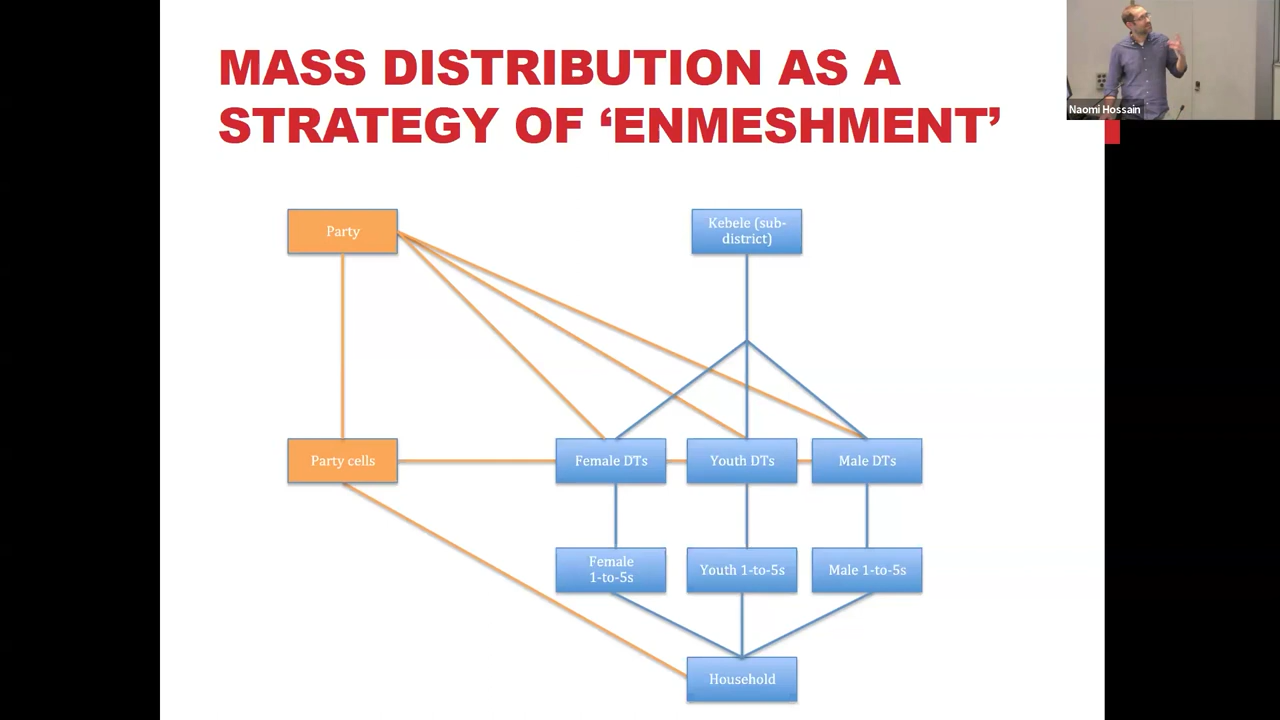 MASS DISTRIBUTION AS A
STRATEGY OF ‘ENMESHMENT’
Naomi Hossain
Party
Kebele (sub-
district)
Party cells
Female DTs
Youth DTs
Male DTs
Female
1-to-5s
Youth 1-to-5s
Male 1-to-5s
Household